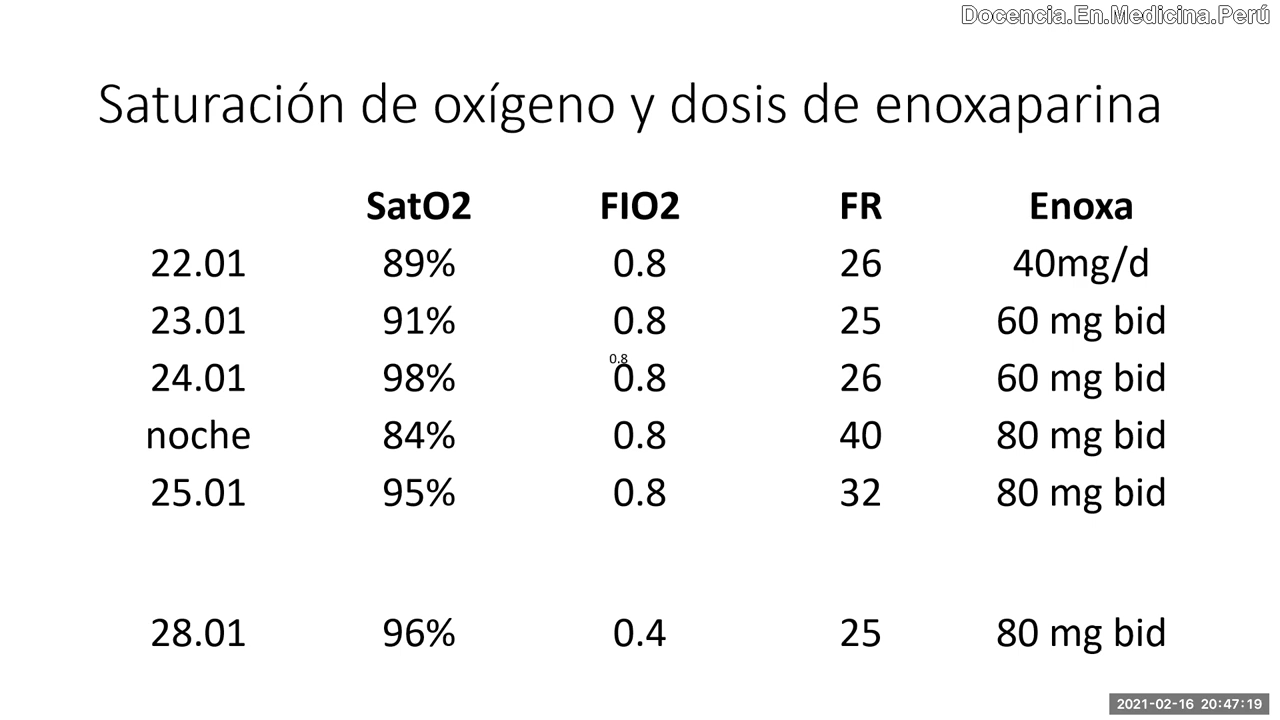 Docencia.En.Medicina.Perú
Saturación de oxígeno y dosis de enoxaparina
SatO2 FIO2 FR Enoxa
22.01 89% 0.8 26 40mg/d
23.01 91% 0.8 25 60 mg bid
0.8
24.01 98% 0.8 26 60 mg bid
noche 84% 0.8 40 80 mg bid
25.01 95% 0.8 32 80 mg bid
28.01 96% 0.4 25 80 mg bid
2021-02-16 20:47:19